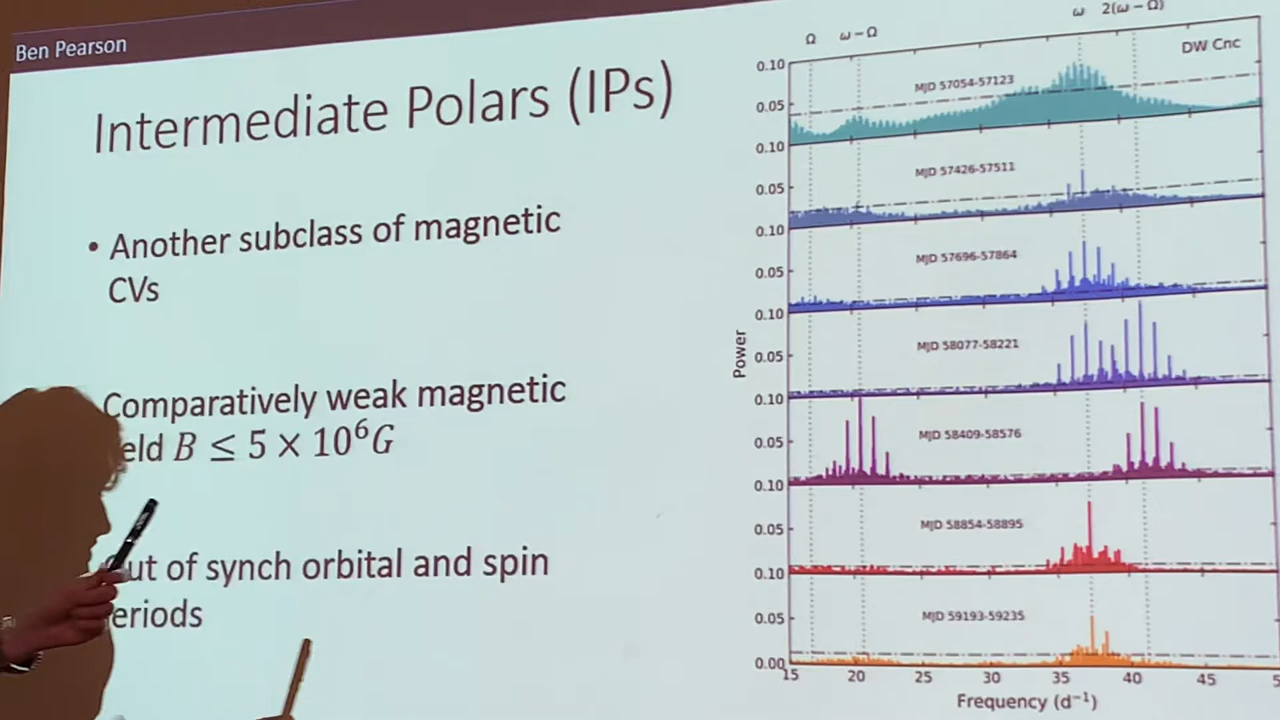 Ben Pearson
Intermediate Polars (IPs)
• Another subclass of magnetic
CVs
Comparatively weak magnetic
eld B ≤ 5 × 10⁶G
ut of synch orbital and spin
eriods
Ω ω − Ω ω 2(ω − Ω)
DW Cnc
MJD 57054-57123
MJD 57426-57511
MJD 57696-57864
MJD 58077-58221
MJD 58409-58576
MJD 58854-58895
MJD 59193-59235
Power
0.10
0.05
0.10
0.05
0.10
0.05
0.10
0.05
0.10
0.05
0.10
0.05
0.10
0.05
0.00
15 20 25 30 35 40 45
Frequency (d⁻¹)